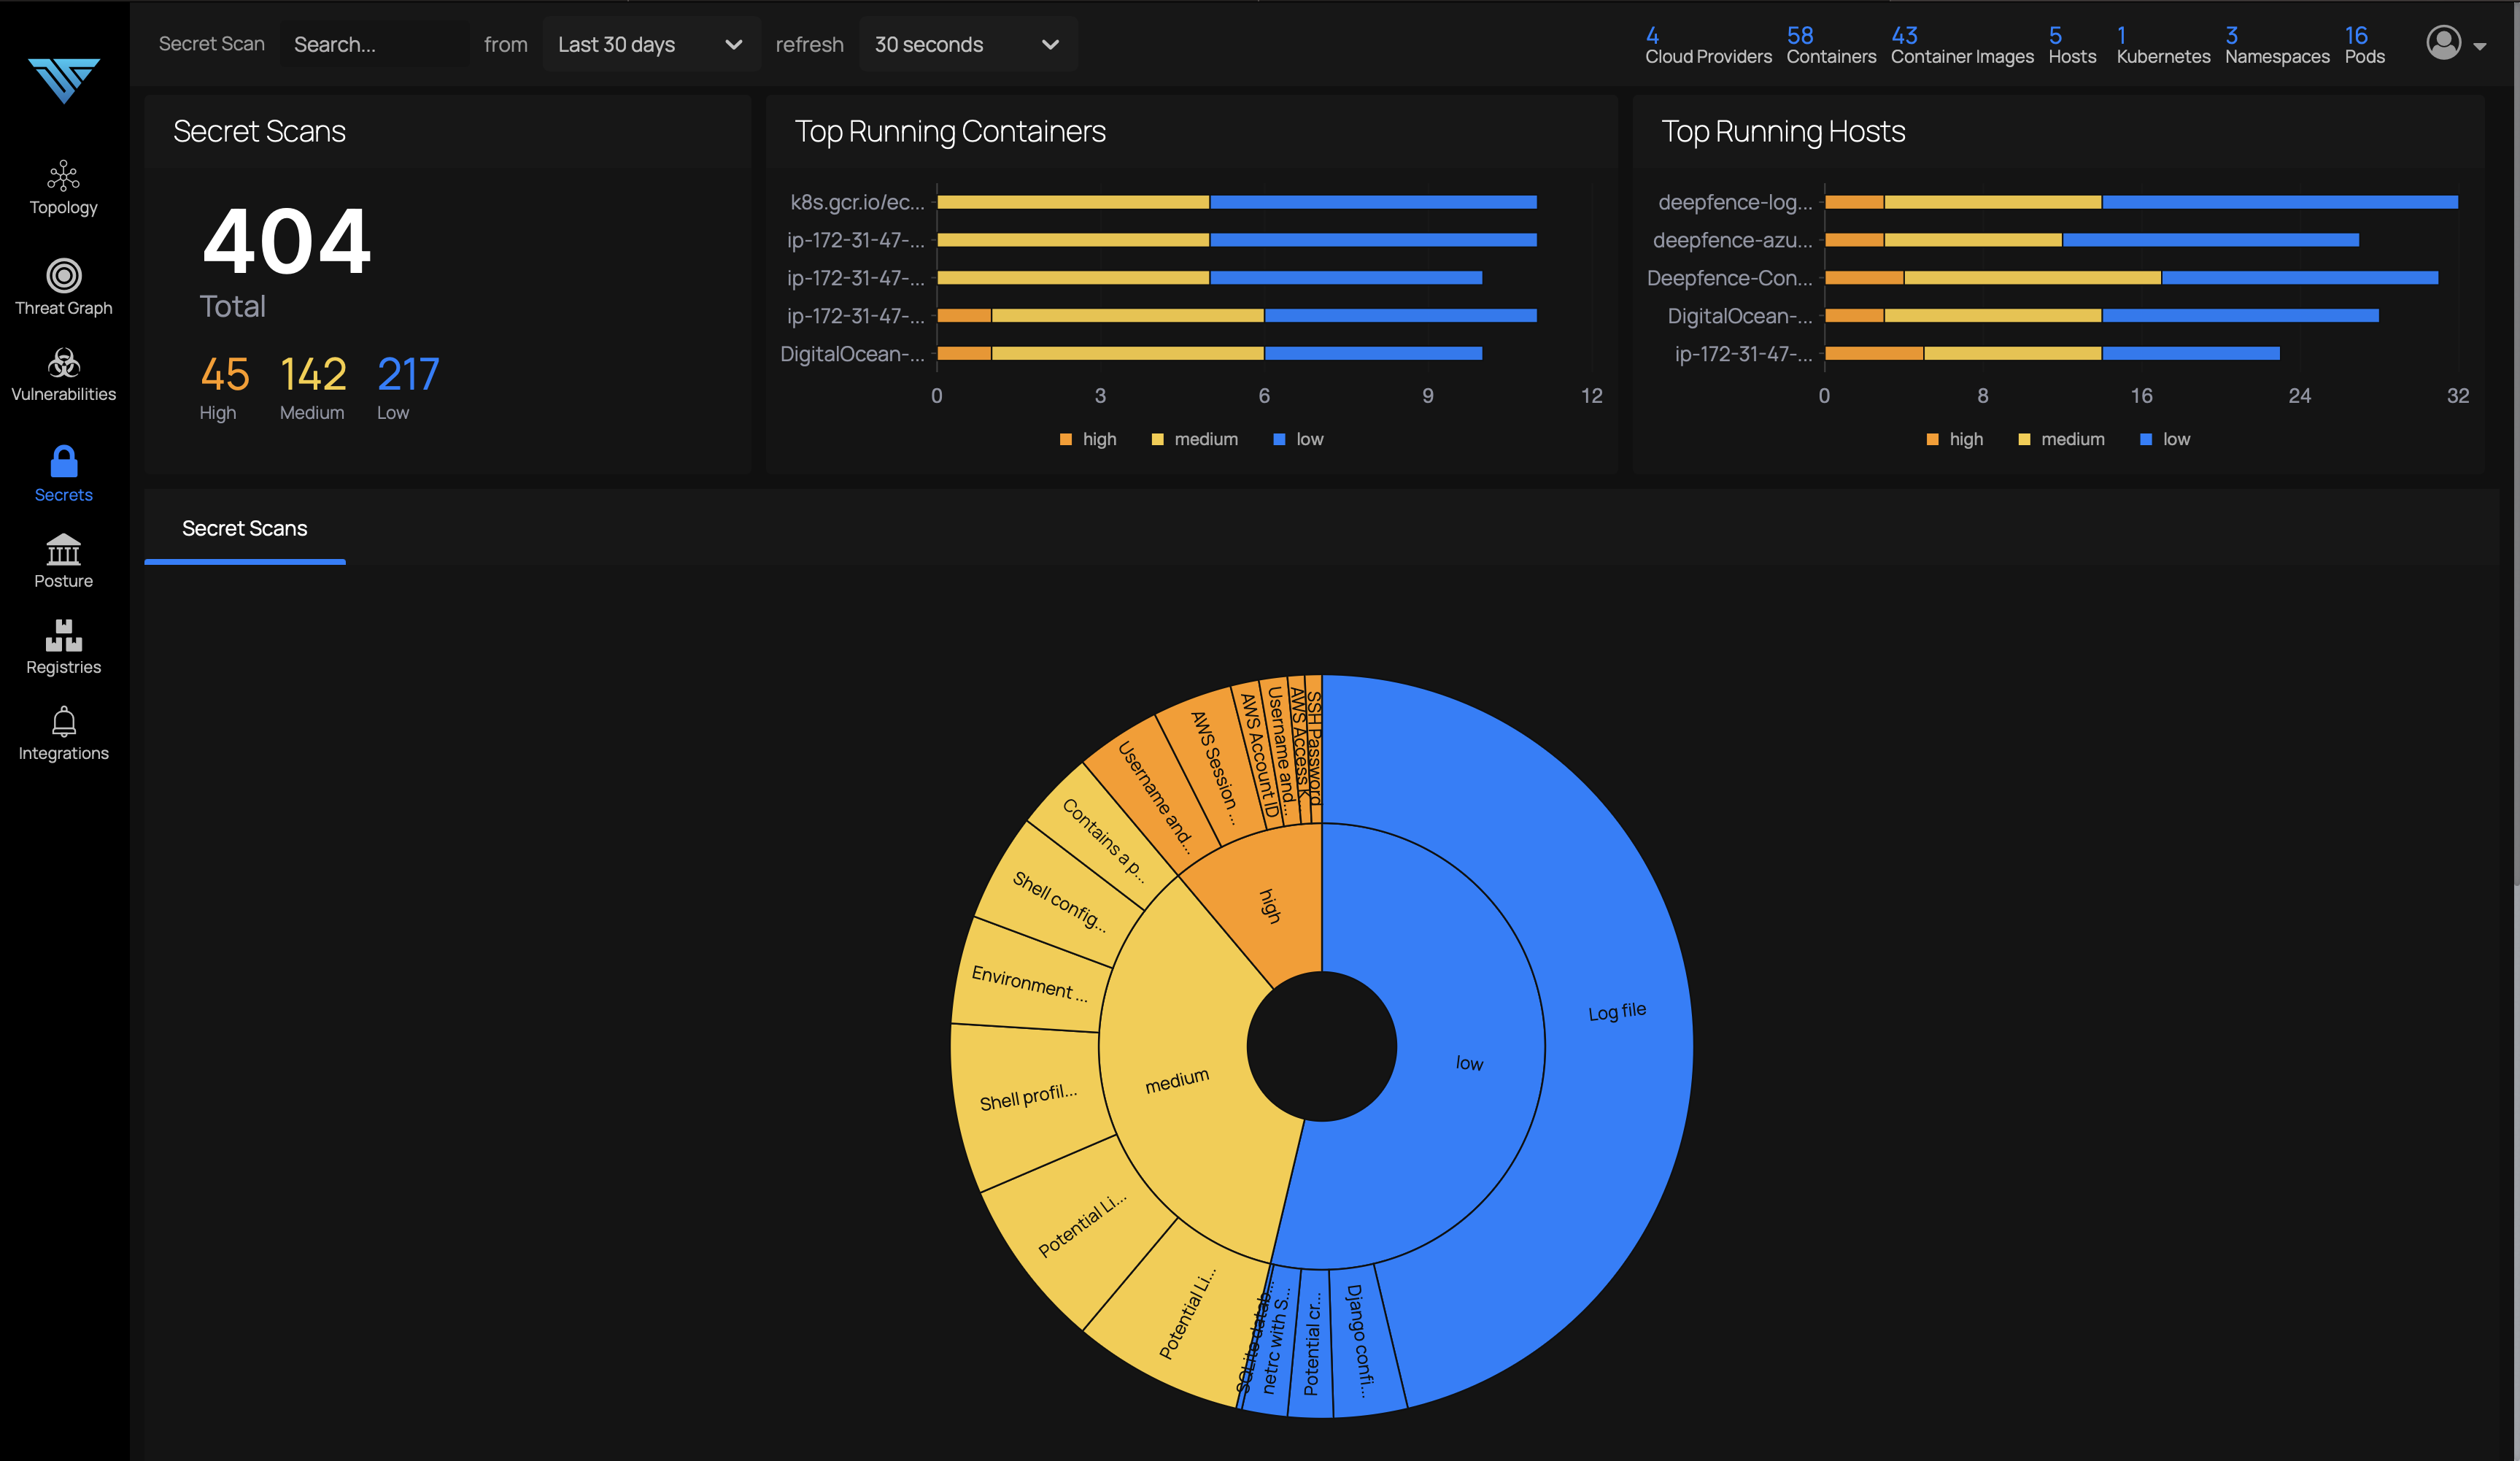 Secret Scan Search... from Last 30 days refresh 30 seconds
4 58 43 5 1 3 16
Cloud Providers Containers Container Images Hosts Kubernetes Namespaces Pods
Topology
Threat Graph
Vulnerabilities
Secrets
Posture
Registries
Integrations
Secret Scans
404
Total
45 142 217
High Medium Low
Top Running Containers
k8s.gcr.io/ec...
ip-172-31-47-...
ip-172-31-47-...
ip-172-31-47-...
DigitalOcean-...
0 3 6 9 12
high medium low
Top Running Hosts
deepfence-log...
deepfence-azu...
Deepfence-Con...
DigitalOcean-...
ip-172-31-47-...
0 8 16 24 32
high medium low
Secret Scans
Username and...
AWS Session ...
AWS Account ID
Username and...
AWS Access K...
SSH Password
Contains a p...
Shell config...
Environment ...
Shell profil...
Potential Li...
Potential Li...
high
medium
low
Log file
SQLite datab...
netrc with S...
Potential cr...
Django confi...